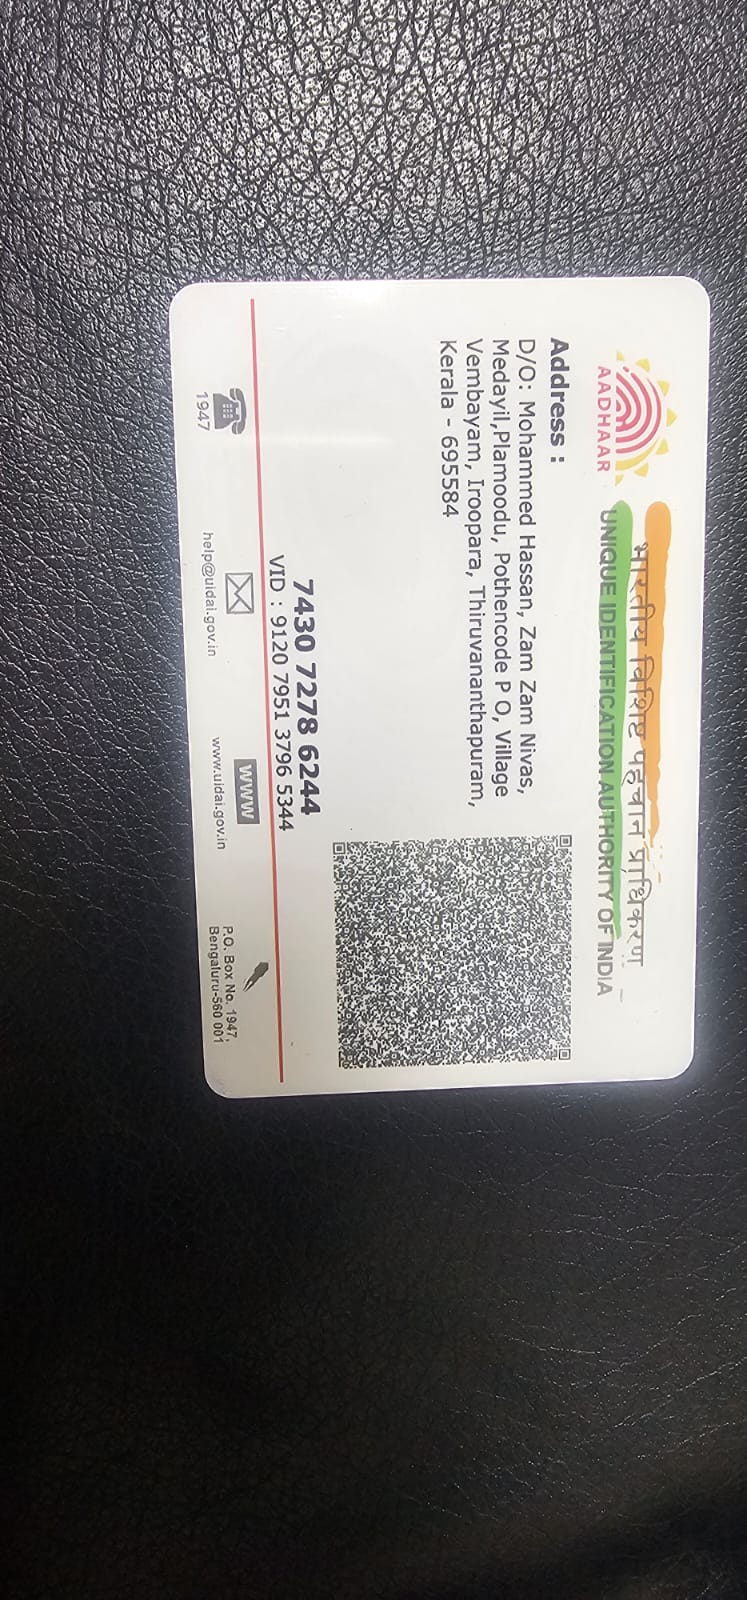 भारतीय विशिष्ट पहचान प्राधिकरण
UNIQUE IDENTIFICATION AUTHORITY OF INDIA
AADHAAR
Address :
D/O: Mohammed Hassan, Zam Zam Nivas,
Medayil,Plamoodu, Pothencode P O, Village
Vembayam, Iroopara, Thiruvananthapuram,
Kerala - 695584
7430 7278 6244
VID : 9120 7951 3796 5344
1947
help@uidai.gov.in
WWW
www.uidai.gov.in
P.O. Box No. 1947,
Bengaluru-560 001